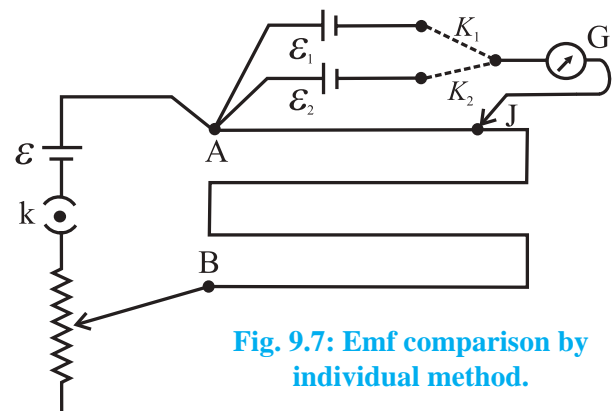 G
K₁
ε₁
K₂
ε₂
J
A
ε
k
B
Fig. 9.7: Emf comparison by
individual method.